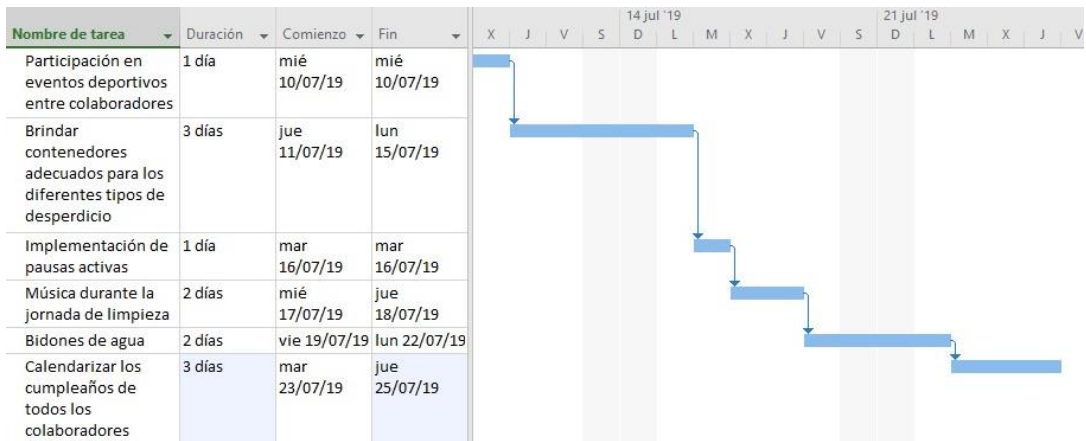 14 jul '19 21 jul '19
Nombre de tarea Duración Comienzo Fin X J V S D L M X J V S D L M X J V
Participación en 1 día mié mié
eventos deportivos 10/07/19 10/07/19
entre colaboradores
Brindar 3 días jue lun
contenedores 11/07/19 15/07/19
adecuados para los
diferentes tipos de
desperdicio
Implementación de 1 día mar mar
pausas activas 16/07/19 16/07/19
Música durante la 2 días mié jue
jornada de limpieza 17/07/19 18/07/19
Bidones de agua 2 días vie 19/07/19 lun 22/07/19
Calendarizar los 3 días mar jue
cumpleaños de 23/07/19 25/07/19
todos los
colaboradores